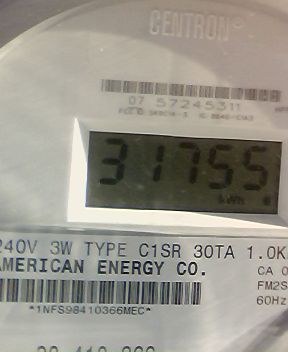 CENTRON
07 57245311
31755
kWh
240V 3W TYPE C1SR 30TA 1.0K
AMERICAN ENERGY CO.
CA 0
FM2S
60Hz
*1NFS98410366MEC*